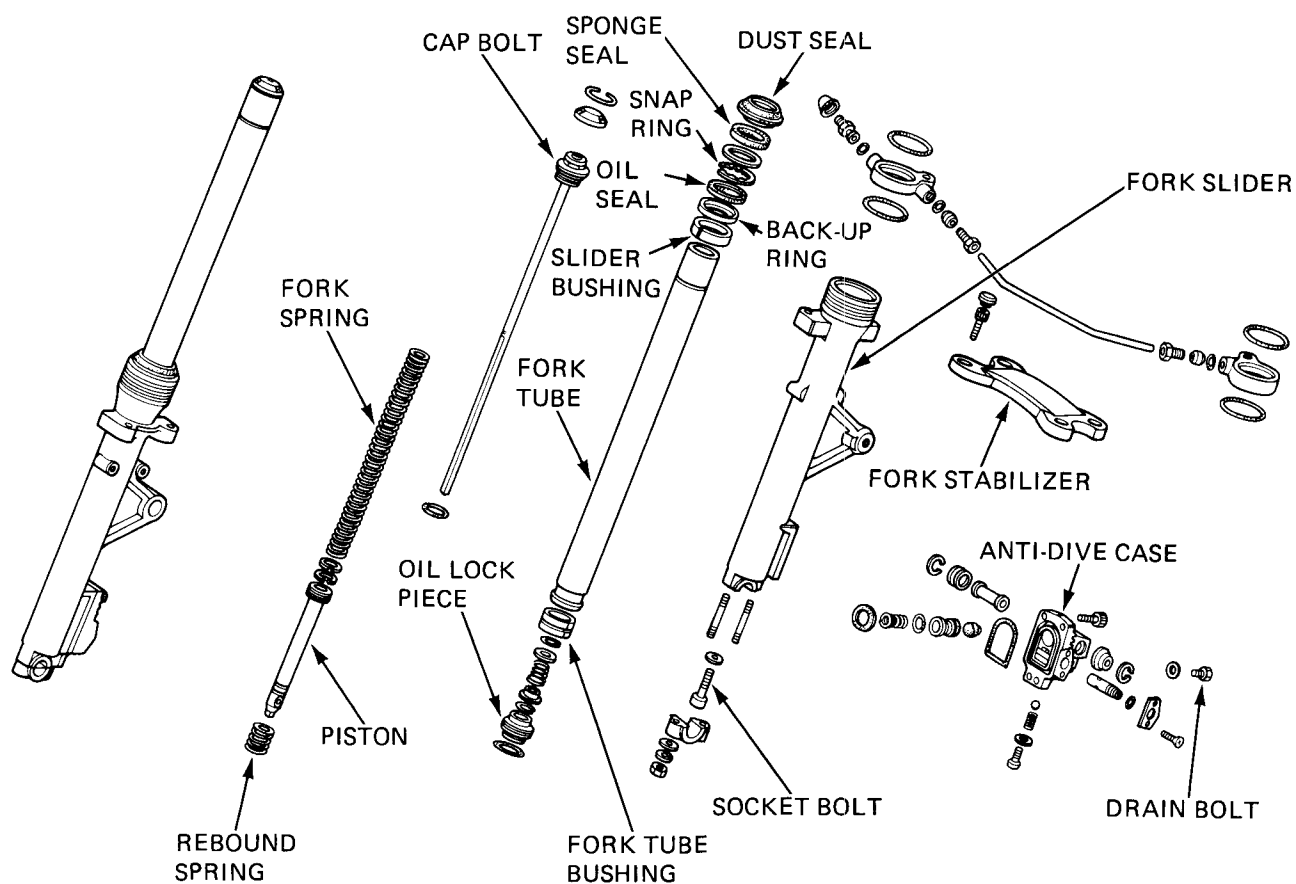 SPONGE
SEAL
CAP BOLT
DUST SEAL
SNAP
RING
OIL
SEAL
FORK SLIDER
BACK-UP
RING
SLIDER
BUSHING
FORK
SPRING
FORK
TUBE
FORK STABILIZER
ANTI-DIVE CASE
OIL LOCK
PIECE
PISTON
SOCKET BOLT
DRAIN BOLT
REBOUND
SPRING
FORK TUBE
BUSHING